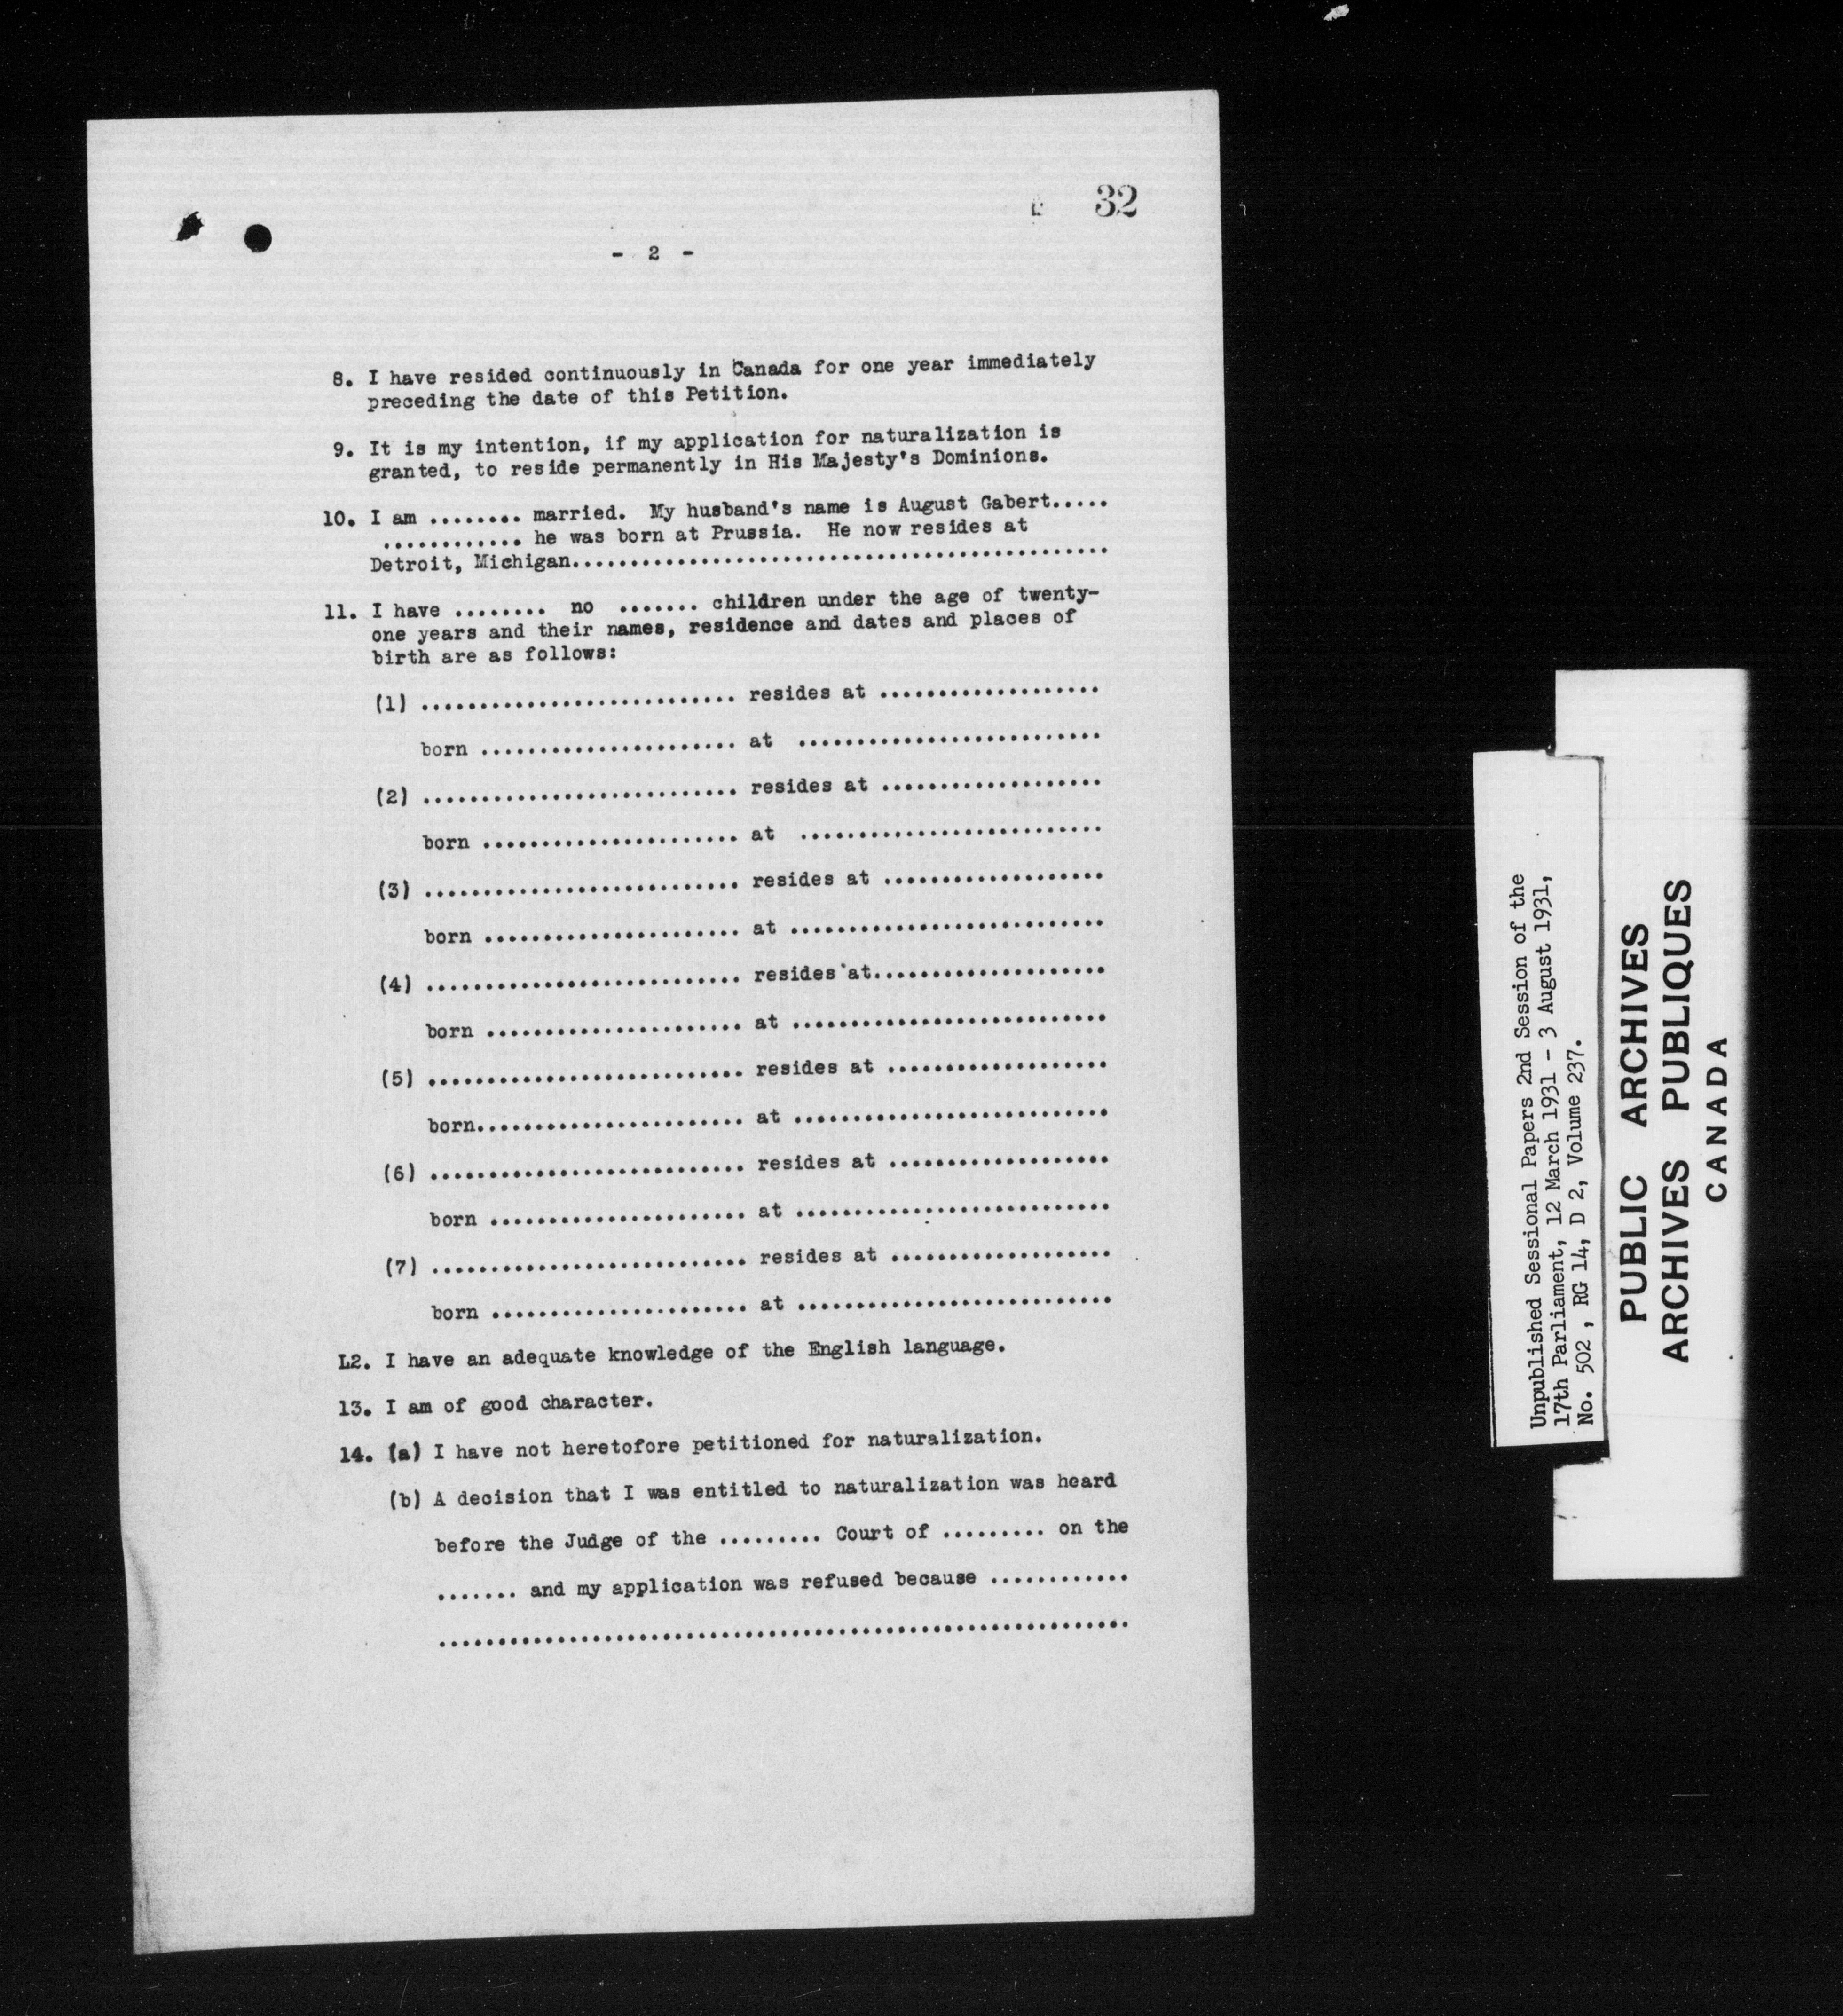 32
- 2 -
8. I have resided continuously in Canada for one year immediately
preceding the date of this Petition.
9. It is my intention, if my application for naturalization is
granted, to reside permanently in His Majesty's Dominions.
10. I am ........ married. My husband's name is August Gabert.....
............ he was born at Prussia. He now resides at
Detroit, Michigan..............................................
11. I have ........ no ....... children under the age of twenty-
one years and their names, residence and dates and places of
birth are as follows:
(1) ........................... resides at ...................
born ...................... at ..........................
(2) ........................... resides at ...................
born ...................... at ..........................
(3) ........................... resides at ...................
born ...................... at ...........................
(4) ........................... resides at....................
born ...................... at ...........................
(5) ........................... resides at ...................
born....................... at ...........................
(6) ........................... resides at ...................
born ...................... at ...........................
(7) ........................... resides at ...................
born ...................... at ...........................
L2. I have an adequate knowledge of the English language.
13. I am of good character.
14. (a) I have not heretofore petitioned for naturalization.
(b) A decision that I was entitled to naturalization was heard
before the Judge of the ......... Court of ......... on the
....... and my application was refused because ............
...........................................................
Unpublished Sessional Papers 2nd Session of the
17th Parliament, 12 March 1931 - 3 August 1931,
No. 502 , RG 14, D 2, Volume 237.
PUBLIC ARCHIVES
ARCHIVES PUBLIQUES
CANADA